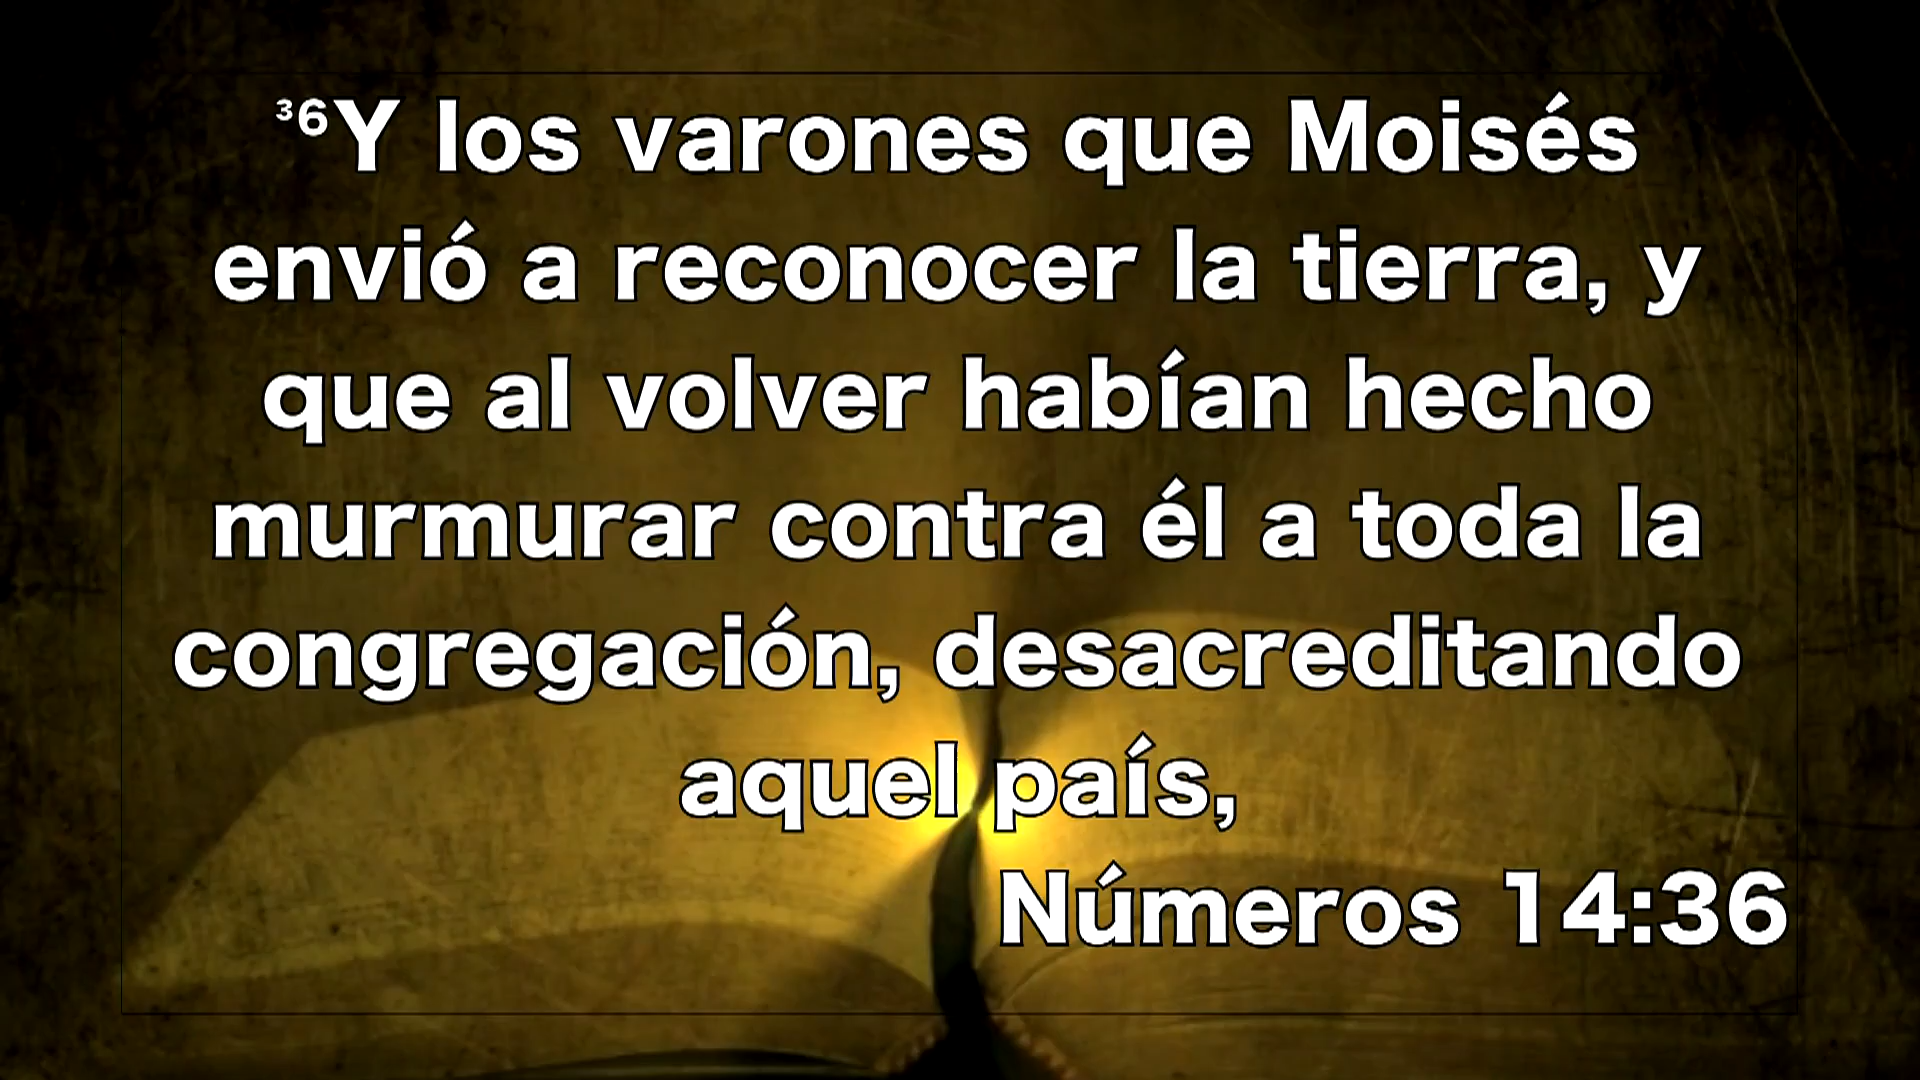 ³⁶Y los varones que Moisés
envió a reconocer la tierra, y
que al volver habían hecho
murmurar contra él a toda la
congregación, desacreditando
aquel país,
Números 14:36